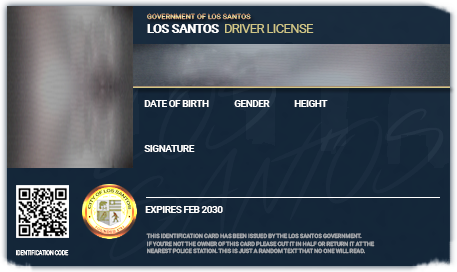 GOVERNMENT OF LOS SANTOS
LOS SANTOS DRIVER LICENSE
DATE OF BIRTH GENDER HEIGHT
SIGNATURE
CITY OF LOS SANTOS
EXPIRES FEB 2030
IDENTIFICATION CODE
THIS IDENTIFICATION CARD HAS BEEN ISSUED BY THE LOS SANTOS GOVERNMENT.
IF YOU'RE NOT THE OWNER OF THIS CARD PLEASE CUT IT IN HALF OR RETURN IT AT THE
NEAREST POLICE STATION. THIS IS JUST A RANDOM TEXT THAT NO ONE WILL READ.